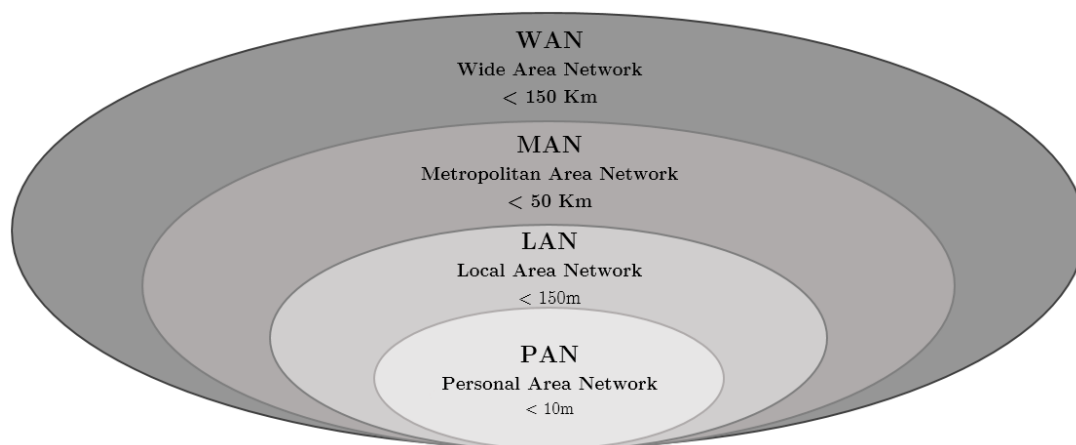 WAN
Wide Area Network
< 150 Km
MAN
Metropolitan Area Network
< 50 Km
LAN
Local Area Network
< 150m
PAN
Personal Area Network
< 10m